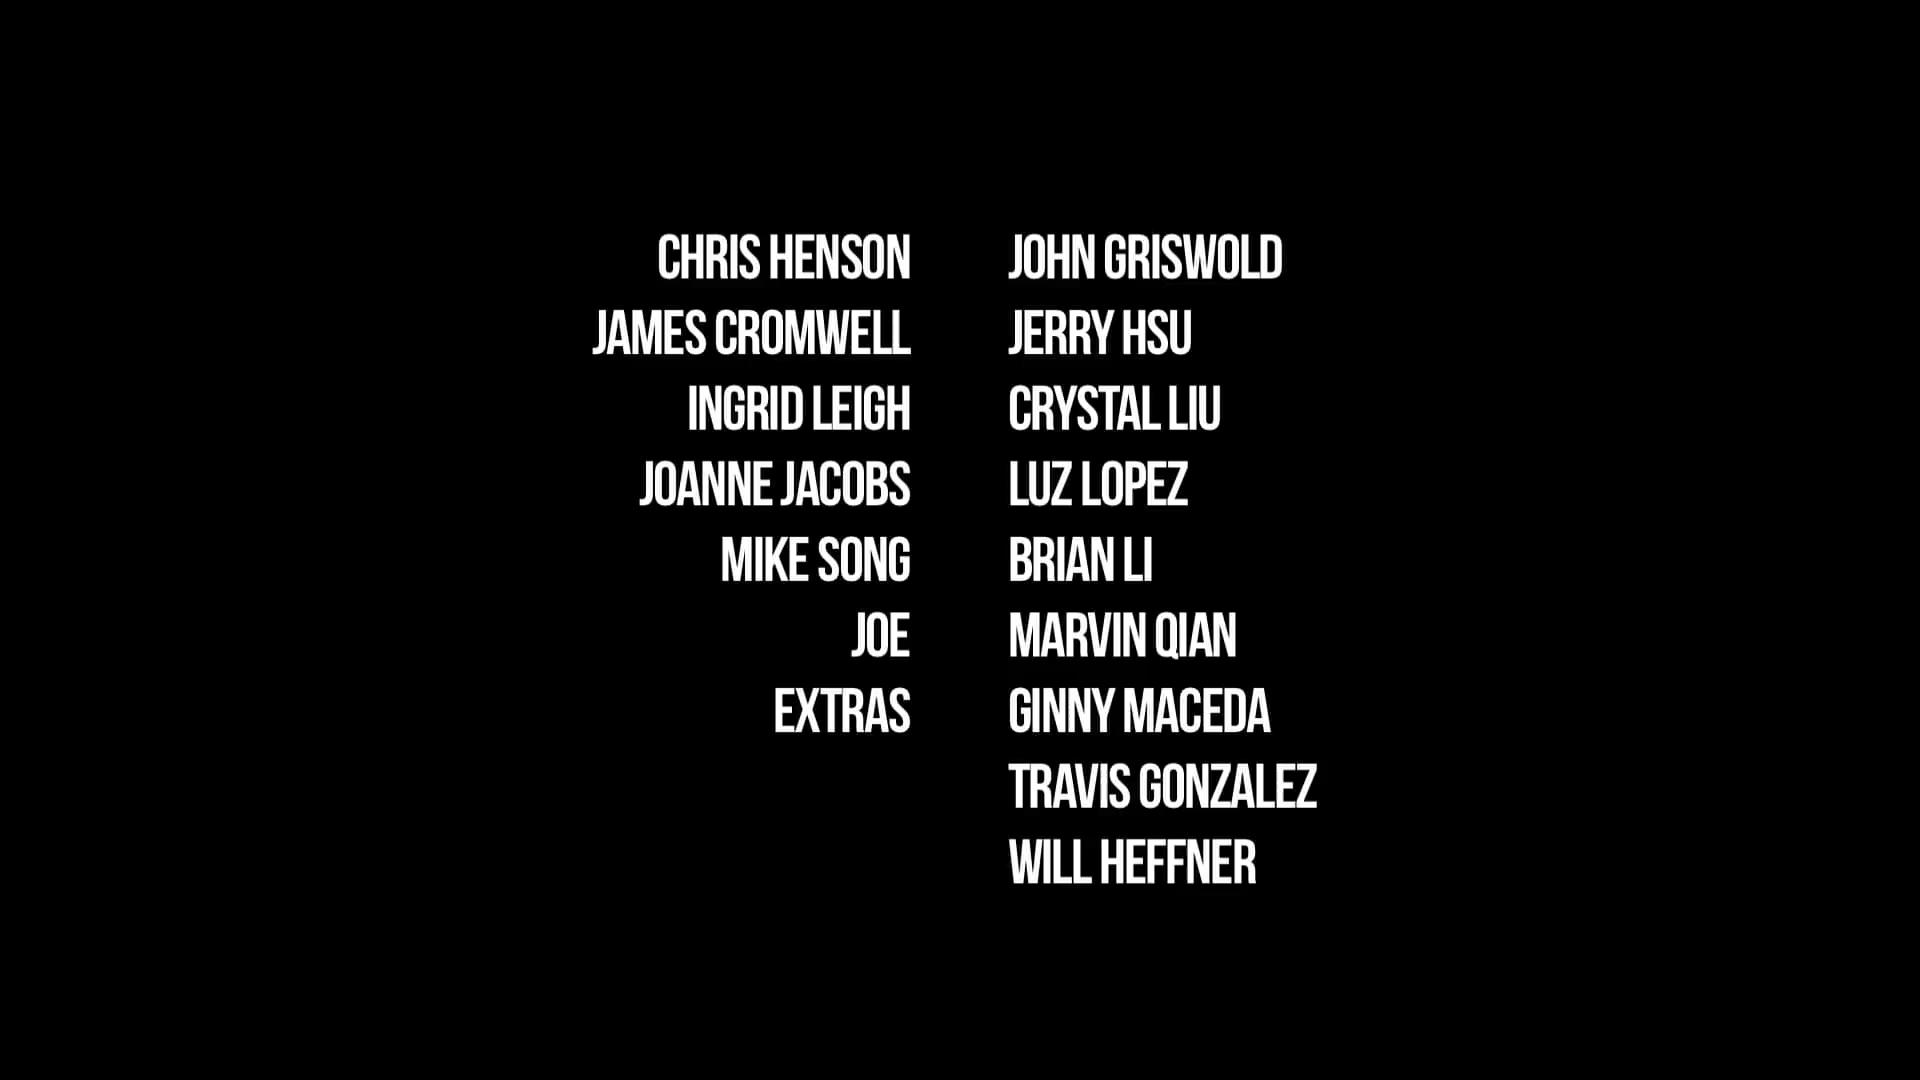 CHRIS HENSON JOHN GRISWOLD
JAMES CROMWELL JERRY HSU
INGRID LEIGH CRYSTAL LIU
JOANNE JACOBS LUZ LOPEZ
MIKE SONG BRIAN LI
JOE MARVIN QIAN
EXTRAS GINNY MACEDA
TRAVIS GONZALEZ
WILL HEFFNER